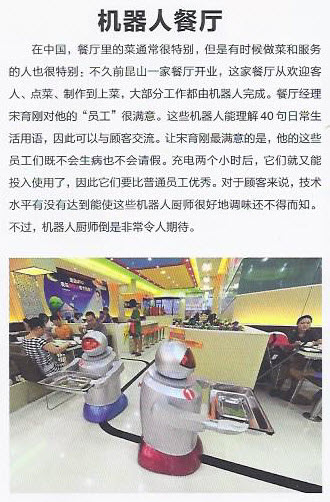 机器人餐厅
在中国，餐厅里的菜通常很特别，但是有时候做菜和服务
的人也很特别：不久前昆山一家餐厅开业，这家餐厅从欢迎客
人、点菜、制作到上菜，大部分工作都由机器人完成。餐厅经理
宋育刚对他的“员工”很满意。这些机器人能理解40句日常生
活用语，因此可以与顾客交流。让宋育刚最满意的是，他的这些
员工们既不会生病也不会请假。充电两个小时后，它们就又能
投入使用了，因此它们要比普通员工优秀。对于顾客来说，技术
水平有没有达到能使这些机器人厨师很好地调味还不得而知。
不过，机器人厨师倒是非常令人期待。